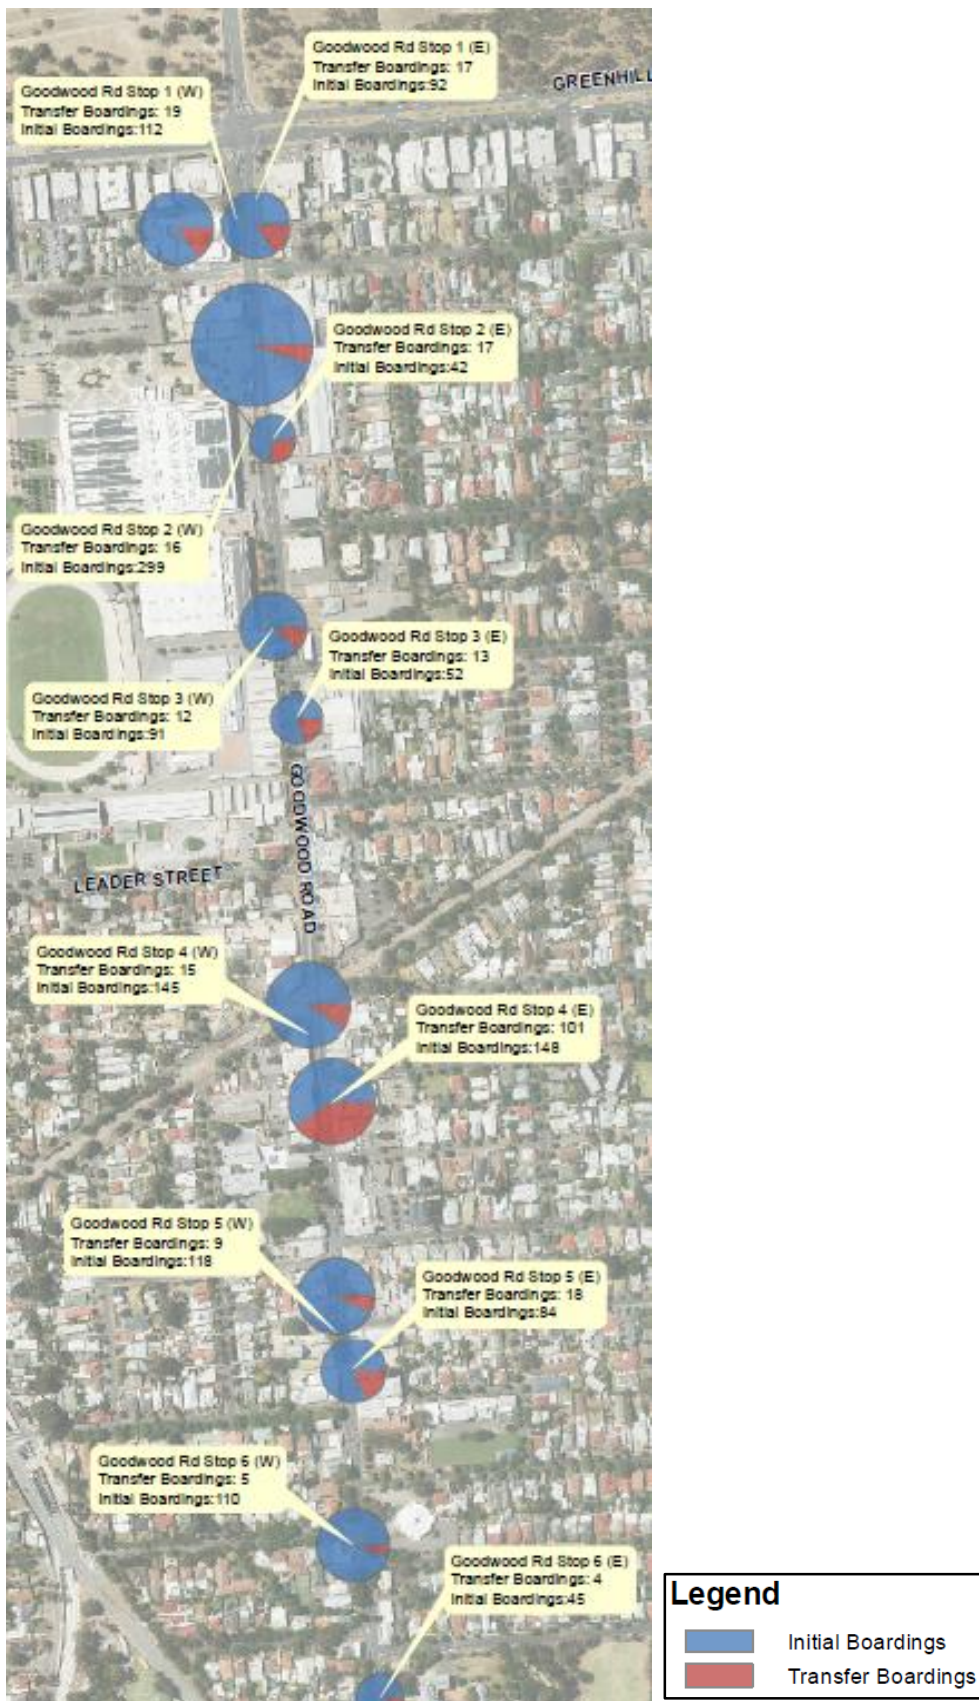 Goodwood Rd Stop 1 (E)
Transfer Boardings: 17
Initial Boardings:92
GREENHILL
Goodwood Rd Stop 1 (W)
Transfer Boardings: 19
Initial Boardings:112
Goodwood Rd Stop 2 (E)
Transfer Boardings: 17
Initial Boardings:42
Goodwood Rd Stop 2 (W)
Transfer Boardings: 16
Initial Boardings:299
Goodwood Rd Stop 3 (E)
Transfer Boardings: 13
Initial Boardings:52
Goodwood Rd Stop 3 (W)
Transfer Boardings: 12
Initial Boardings:91
GOODWOOD ROAD
LEADER STREET
Goodwood Rd Stop 4 (W)
Transfer Boardings: 15
Initial Boardings:145
Goodwood Rd Stop 4 (E)
Transfer Boardings: 101
Initial Boardings:148
Goodwood Rd Stop 5 (W)
Transfer Boardings: 9
Initial Boardings:118
Goodwood Rd Stop 5 (E)
Transfer Boardings: 18
Initial Boardings:84
Goodwood Rd Stop 6 (W)
Transfer Boardings: 5
Initial Boardings:110
Goodwood Rd Stop 6 (E)
Transfer Boardings: 4
Initial Boardings:45
Legend
Initial Boardings
Transfer Boardings